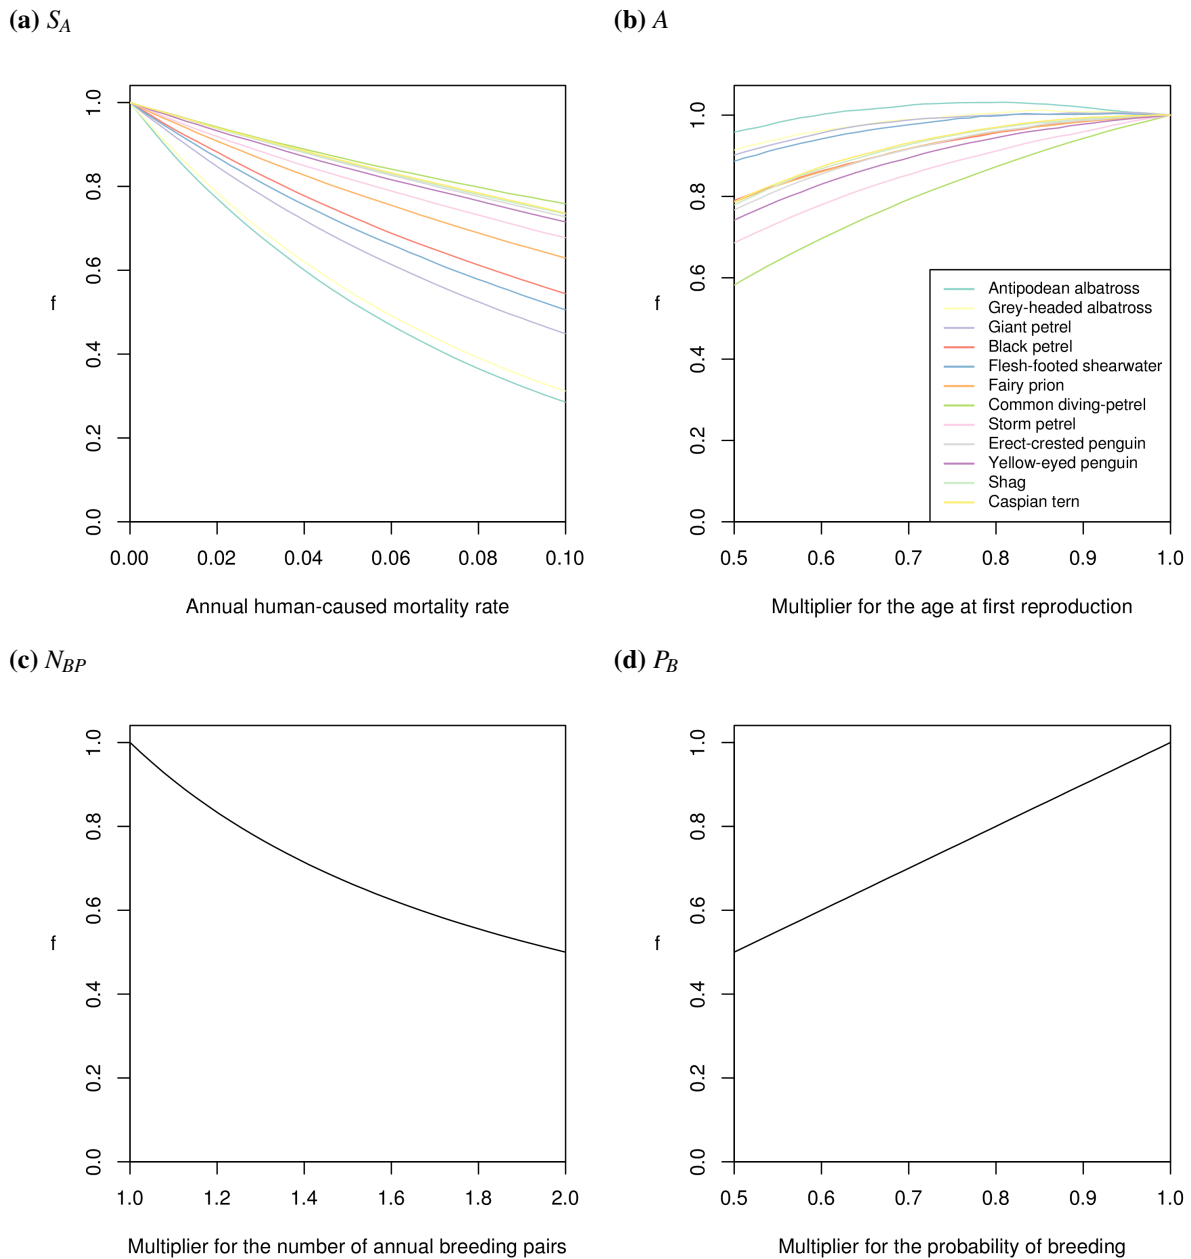 (a) S_A
(b) A
1.0
0.8
0.6
0.4
0.2
0.0
f
0.00 0.02 0.04 0.06 0.08 0.10
Annual human-caused mortality rate
1.0
0.8
0.6
0.4
0.2
0.0
f
Antipodean albatross
Grey-headed albatross
Giant petrel
Black petrel
Flesh-footed shearwater
Fairy prion
Common diving-petrel
Storm petrel
Erect-crested penguin
Yellow-eyed penguin
Shag
Caspian tern
0.5 0.6 0.7 0.8 0.9 1.0
Multiplier for the age at first reproduction
(c) N_BP
(d) P_B
1.0
0.8
0.6
0.4
0.2
0.0
f
1.0 1.2 1.4 1.6 1.8 2.0
Multiplier for the number of annual breeding pairs
1.0
0.8
0.6
0.4
0.2
0.0
f
0.5 0.6 0.7 0.8 0.9 1.0
Multiplier for the probability of breeding